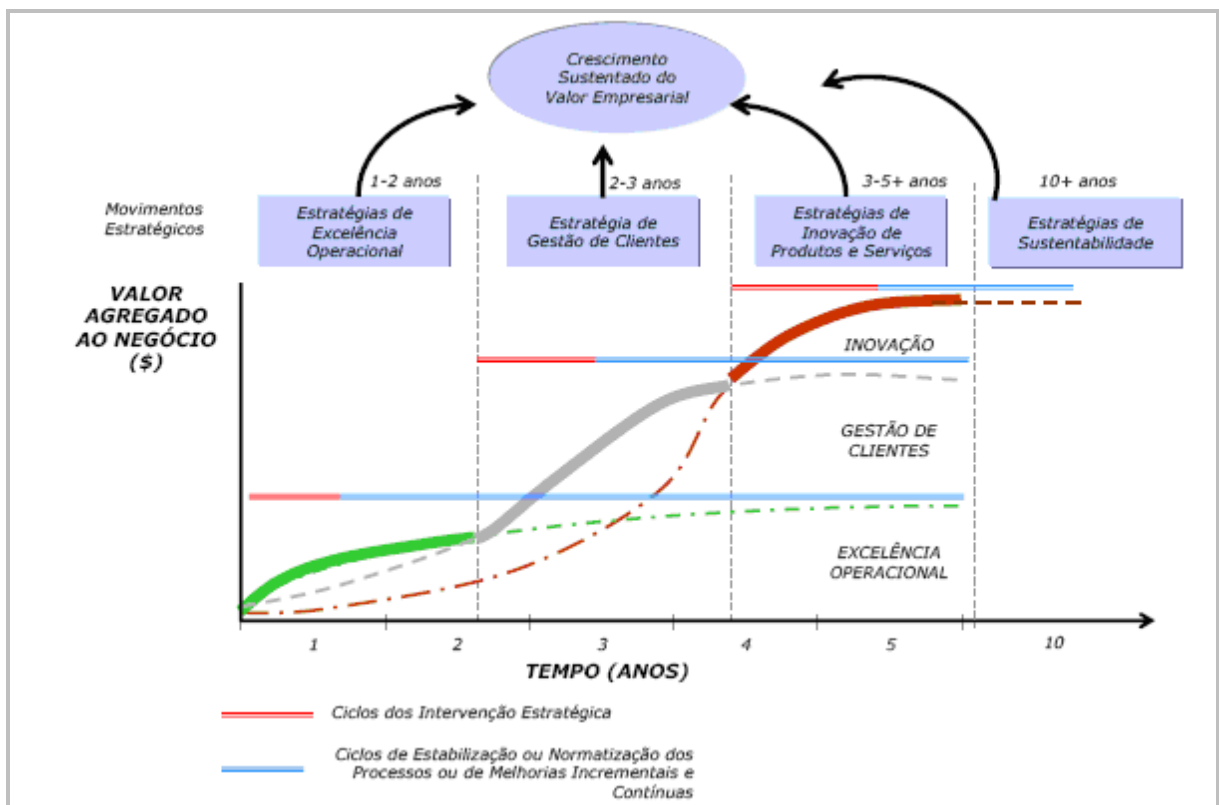 Crescimento
Sustentado do
Valor Empresarial
1-2 anos
2-3 anos
3-5+ anos
10+ anos
Movimentos
Estratégicos
Estratégias de
Excelência
Operacional
Estratégia de
Gestão de Clientes
Estratégias de
Inovação de
Produtos e Serviços
Estratégias de
Sustentabilidade
VALOR
AGREGADO
AO NEGÓCIO
($)
INOVAÇÃO
GESTÃO DE
CLIENTES
EXCELÊNCIA
OPERACIONAL
1
2
3
4
5
10
TEMPO (ANOS)
Ciclos dos Intervenção Estratégica
Ciclos de Estabilização ou Normatização dos
Processos ou de Melhorias Incrementais e
Contínuas